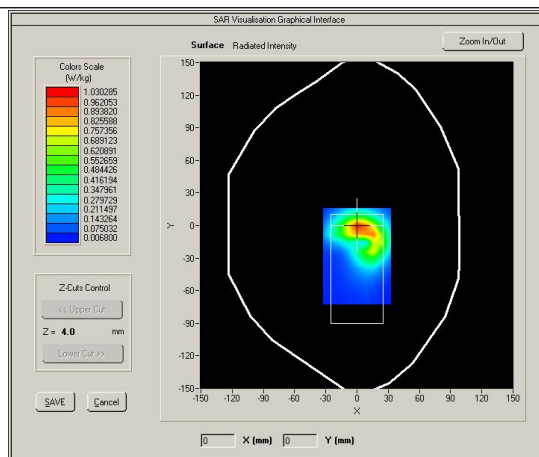 SAR Visualisation Graphical Interface
Surface Radiated Intensity
Zoom In/Out
Colors Scale
(W/kg)
1.030285
0.962053
0.893820
0.825588
0.757356
0.689123
0.620891
0.552659
0.484426
0.416194
0.347961
0.279729
0.211497
0.143264
0.075032
0.006800
Z-Cuts Control
<< Upper Cut
Z = 4.0 mm
Lower Cut >>
SAVE Cancel
150
120
90
60
30
0
-30
-60
-90
-120
-150
Y
-150 -120 -90 -60 -30 0 30 60 90 120 150
X
0 X (mm) 0 Y (mm)